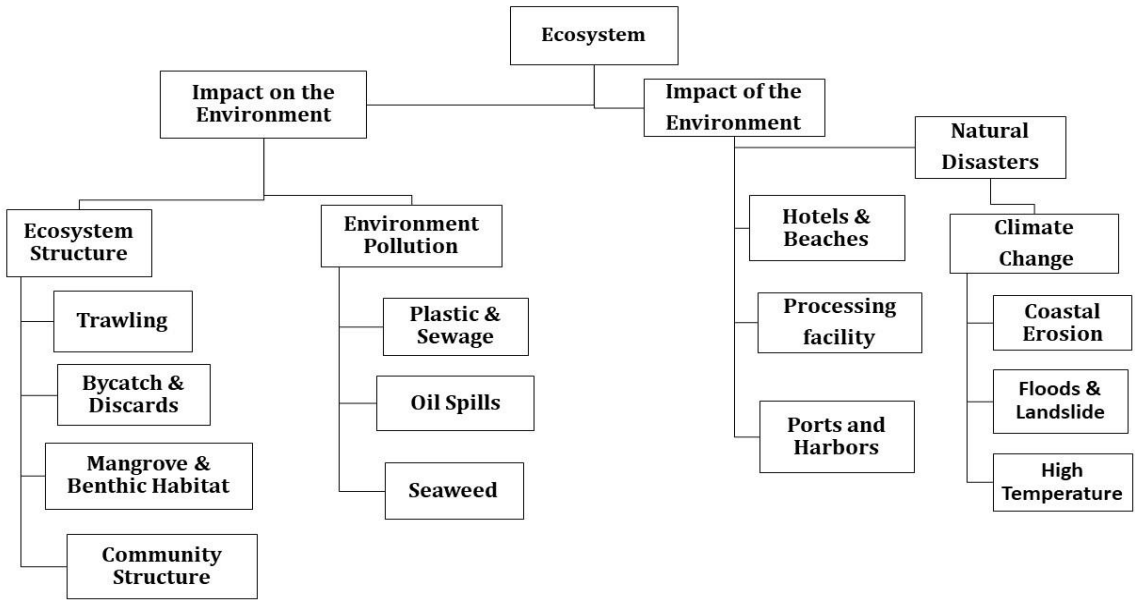 Ecosystem
Impact on the
Environment
Impact of the
Environment
Natural
Disasters
Ecosystem
Structure
Environment
Pollution
Hotels &
Beaches
Climate
Change
Trawling
Plastic &
Sewage
Processing
facility
Coastal
Erosion
Bycatch &
Discards
Oil Spills
Floods &
Landslide
Mangrove &
Benthic Habitat
Seaweed
Ports and
Harbors
High
Temperature
Community
Structure